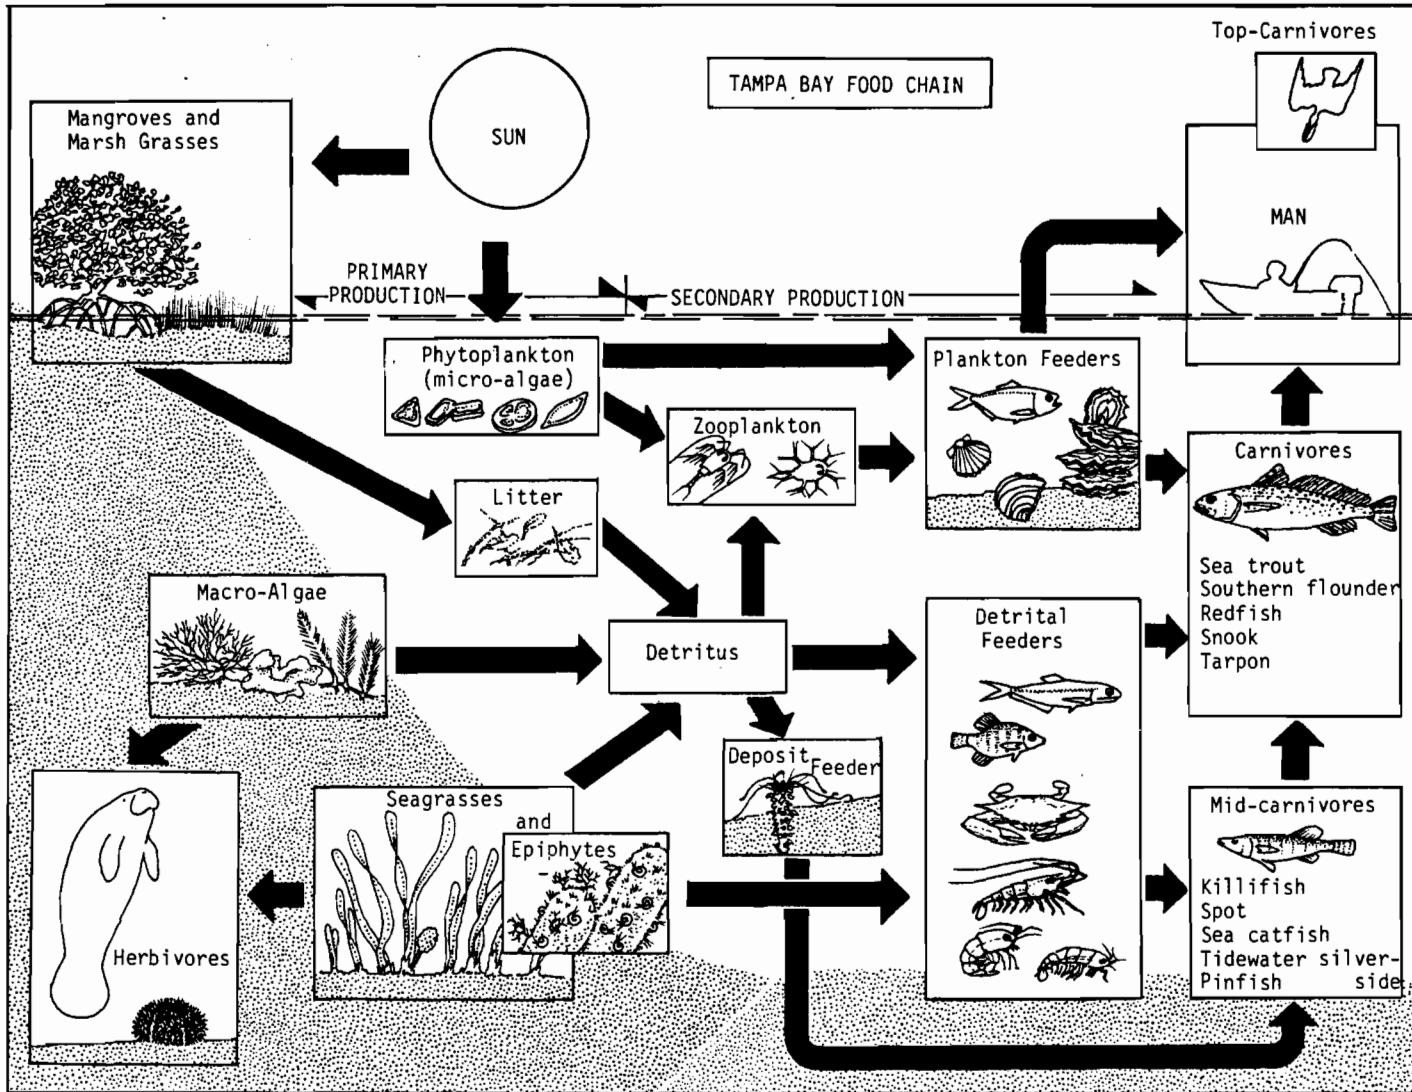 Top-Carnivores
TAMPA BAY FOOD CHAIN
Mangroves and
Marsh Grasses
SUN
MAN
PRIMARY
PRODUCTION
SECONDARY PRODUCTION
Phytoplankton
(micro-algae)
Plankton Feeders
Zooplankton
Carnivores
Litter
Sea trout
Southern flounder
Redfish
Snook
Tarpon
Macro-Algae
Detrital
Feeders
Detritus
Deposit
Feeder
Seagrasses
and
Epiphytes
Mid-carnivores
Killifish
Spot
Sea catfish
Tidewater silver-
Pinfish side
Herbivores